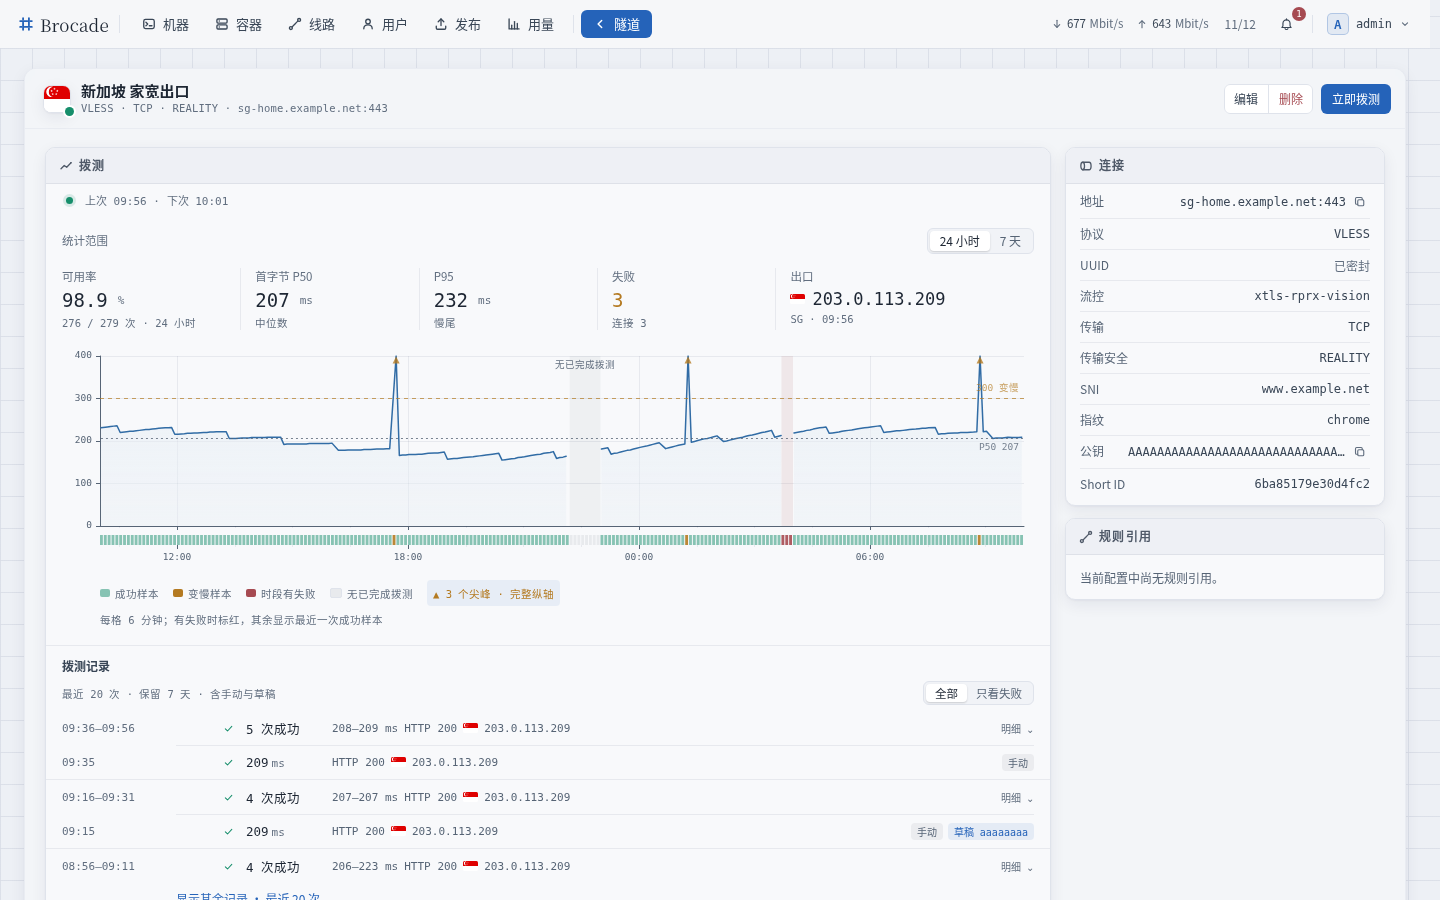 Brocade 机器 容器 线路 用户 发布 用量 隧道 ↓ 677 Mbit/s ↑ 643 Mbit/s 11/12 1 A admin
新加坡 家宽出口
VLESS · TCP · REALITY · sg-home.example.net:443
编辑 删除 立即拨测
拨测
上次 09:56 · 下次 10:01
统计范围 24 小时 7 天
可用率 首字节 P50 P95 失败 出口
98.9 % 207 ms 232 ms 3 203.0.113.209
276 / 279 次 · 24 小时 中位数 慢尾 连接 3 SG · 09:56
400
无已完成拨测
300 变慢
300
200
P50 207
100
0
12:00 18:00 00:00 06:00
成功样本 变慢样本 时段有失败 无已完成拨测 ▲ 3 个尖峰 · 完整纵轴
每格 6 分钟；有失败时标红，其余显示最近一次成功样本
拨测记录
最近 20 次 · 保留 7 天 · 含手动与草稿 全部 只看失败
09:36–09:56 ✓ 5 次成功 208–209 ms HTTP 200 203.0.113.209 明细
09:35 ✓ 209 ms HTTP 200 203.0.113.209 手动
09:16–09:31 ✓ 4 次成功 207–207 ms HTTP 200 203.0.113.209 明细
09:15 ✓ 209 ms HTTP 200 203.0.113.209 手动 草稿 aaaaaaaa
08:56–09:11 ✓ 4 次成功 206–223 ms HTTP 200 203.0.113.209 明细
显示其余记录 · 最近 20 次
连接
地址 sg-home.example.net:443
协议 VLESS
UUID 已密封
流控 xtls-rprx-vision
传输 TCP
传输安全 REALITY
SNI www.example.net
指纹 chrome
公钥 AAAAAAAAAAAAAAAAAAAAAAAAAAAAAA…
Short ID 6ba85179e30d4fc2
规则引用
当前配置中尚无规则引用。